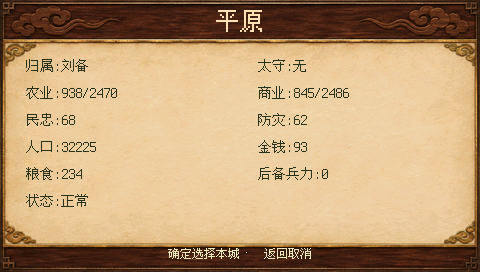 平原
归属:刘备 太守:无
农业:938/2470 商业:845/2486
民忠:68 防灾:62
人口:32225 金钱:93
粮食:234 后备兵力:0
状态:正常
确定选择本城· 返回取消